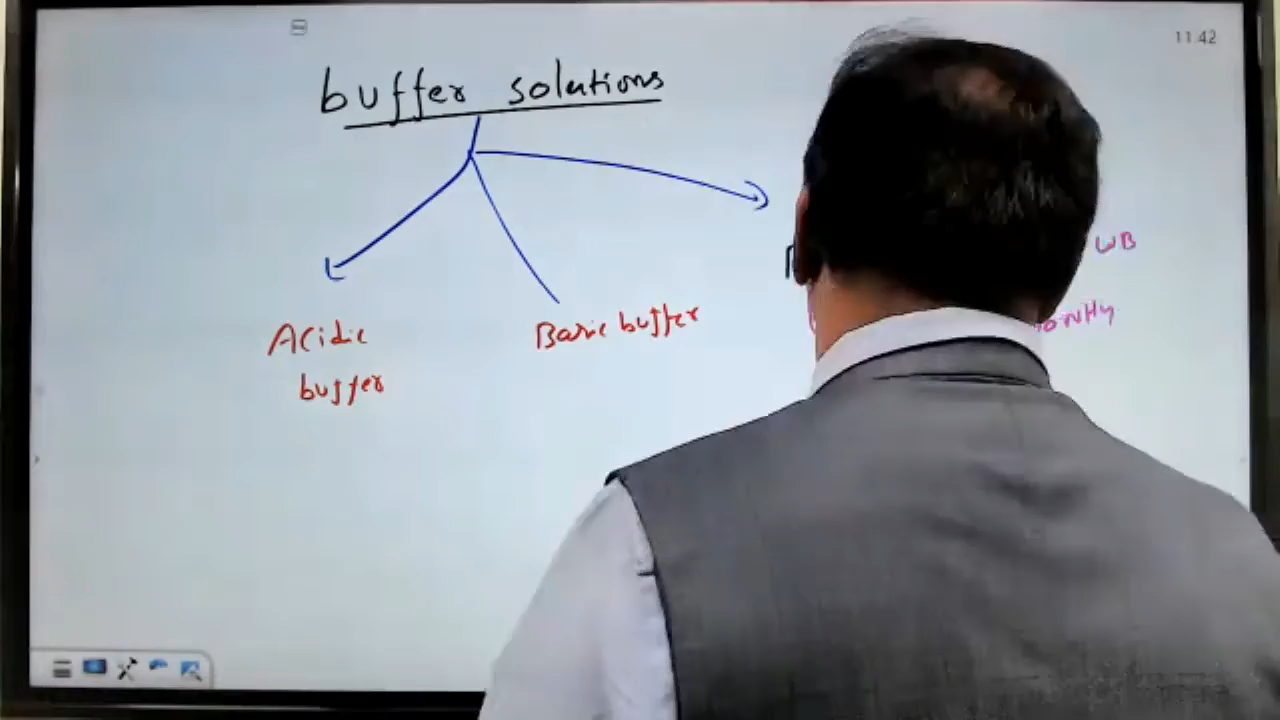 11:42
buffer solutions
WB
Acidic
buffer
Basic buffer